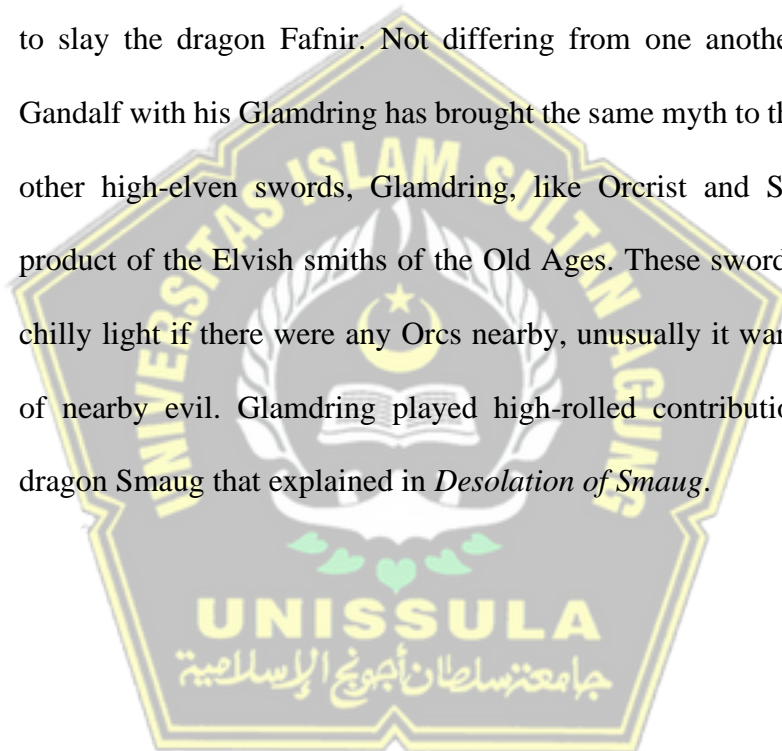 to slay the dragon Fafnir. Not differing from one anothe
Gandalf with his Glamdring has brought the same myth to th
other high-elven swords, Glamdring, like Orcrist and S
product of the Elvish smiths of the Old Ages. These sword
chilly light if there were any Orcs nearby, unusually it war
of nearby evil. Glamdring played high-rolled contributio
dragon Smaug that explained in Desolation of Smaug.
UNIVERSITAS ISLAM SULTAN AGUNG
UNISSULA
جامعة سلطان أجونج الإسلامية